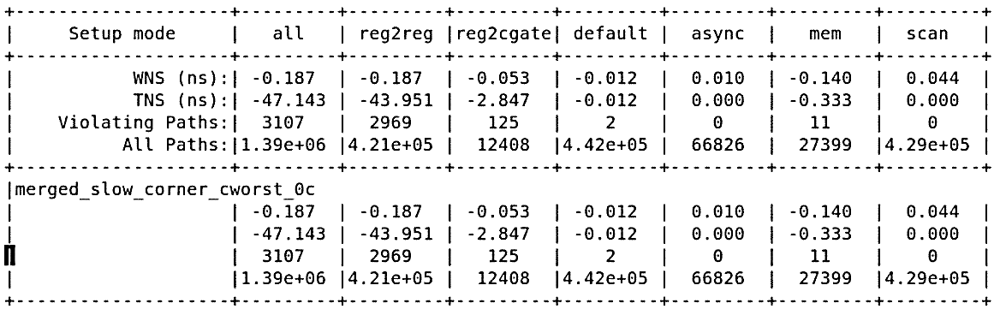 +--------------------+---------+---------+---------+---------+---------+---------+---------+
|     Setup mode     |   all   | reg2reg |reg2cgate| default |  async  |   mem   |  scan   |
+--------------------+---------+---------+---------+---------+---------+---------+---------+
|           WNS (ns):| -0.187  | -0.187  | -0.053  | -0.012  |  0.010  | -0.140  |  0.044  |
|           TNS (ns):| -47.143 | -43.951 | -2.847  | -0.012  |  0.000  | -0.333  |  0.000  |
|    Violating Paths:|  3107   |  2969   |   125   |    2    |    0    |   11    |    0    |
|          All Paths:|1.39e+06 |4.21e+05 |  12408  |4.42e+05 |  66826  |  27399  |4.29e+05 |
+--------------------+---------+---------+---------+---------+---------+---------+---------+
|merged_slow_corner_cworst_0c
|                    | -0.187  | -0.187  | -0.053  | -0.012  |  0.010  | -0.140  |  0.044  |
|                    | -47.143 | -43.951 | -2.847  | -0.012  |  0.000  | -0.333  |  0.000  |
|                    |  3107   |  2969   |   125   |    2    |    0    |   11    |    0    |
|                    |1.39e+06 |4.21e+05 |  12408  |4.42e+05 |  66826  |  27399  |4.29e+05 |
+--------------------+---------+---------+---------+---------+---------+---------+---------+